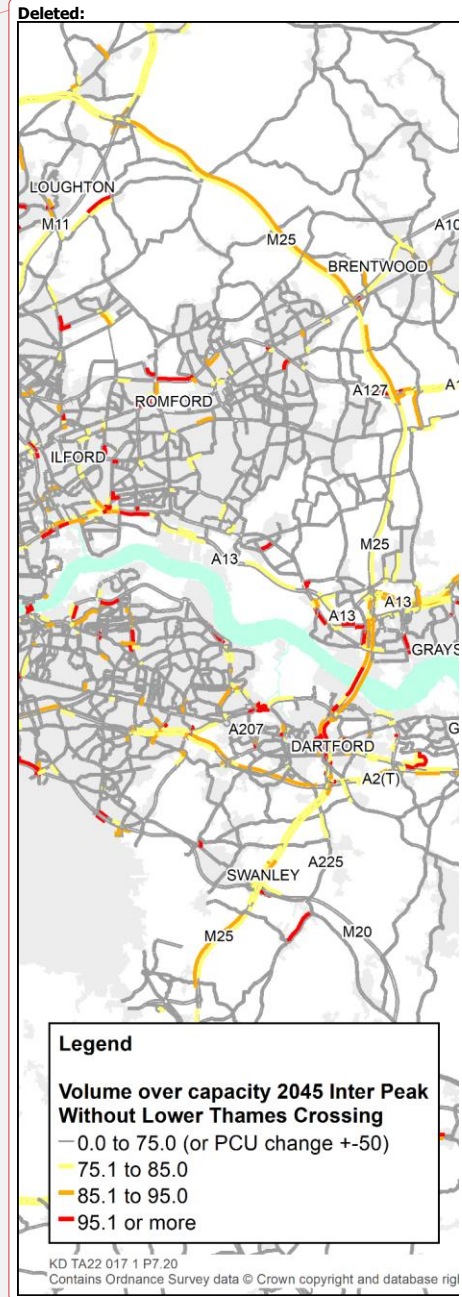 Deleted:
LOUGHTON
M11
M25
A10
BRENTWOOD
A127
A1
ROMFORD
ILFORD
M25
A13
A13
A13
GRAYS
A207
DARTFORD
G
A2(T)
A225
SWANLEY
M25
M20
Legend
Volume over capacity 2045 Inter Peak
Without Lower Thames Crossing
0.0 to 75.0 (or PCU change +-50)
75.1 to 85.0
85.1 to 95.0
95.1 or more
KD TA22 017 1 P7.20
Contains Ordnance Survey data © Crown copyright and database righ